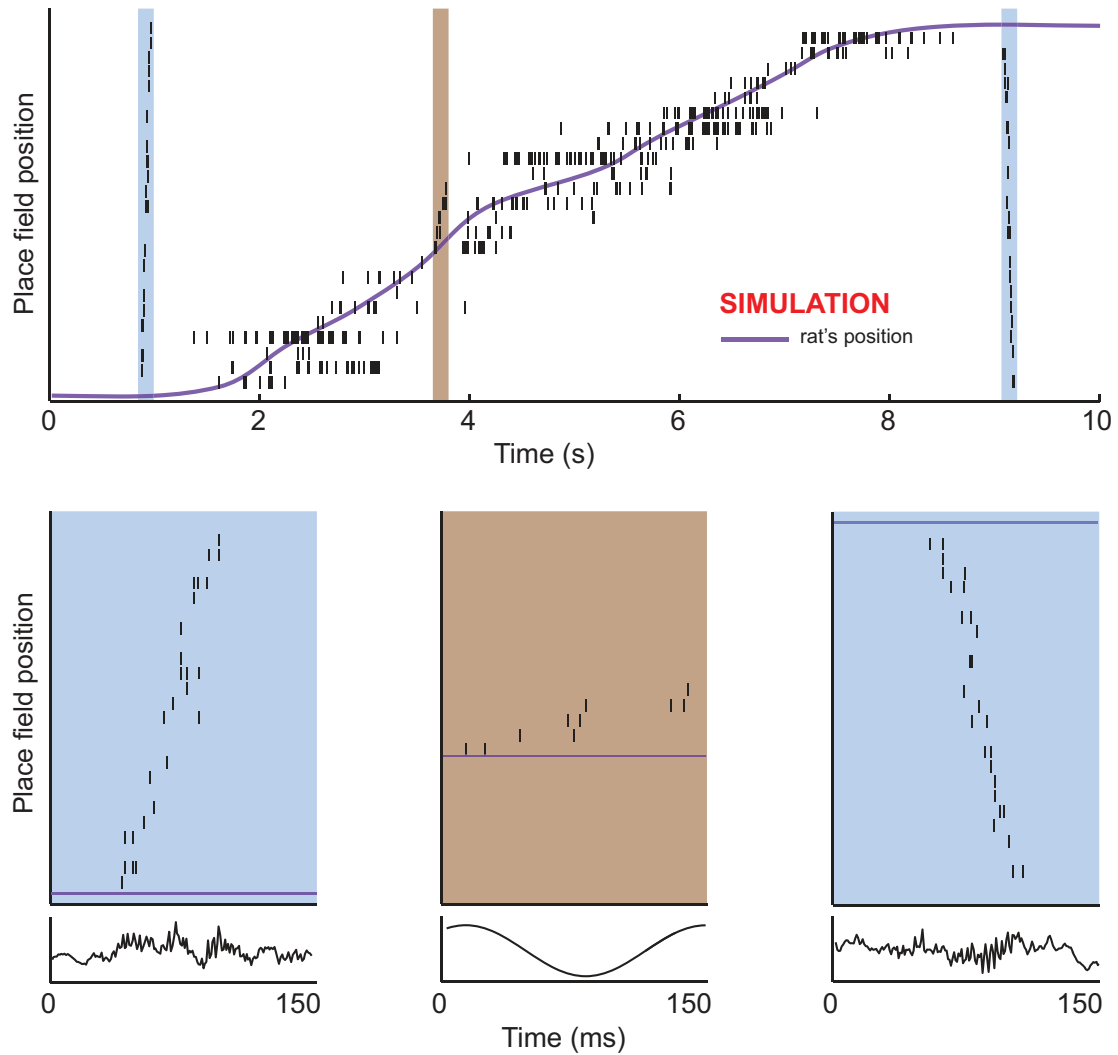 Place field position
SIMULATION
rat's position
0 2 4 6 8 10
Time (s)
Place field position
0 150 0 150 0 150
Time (ms)